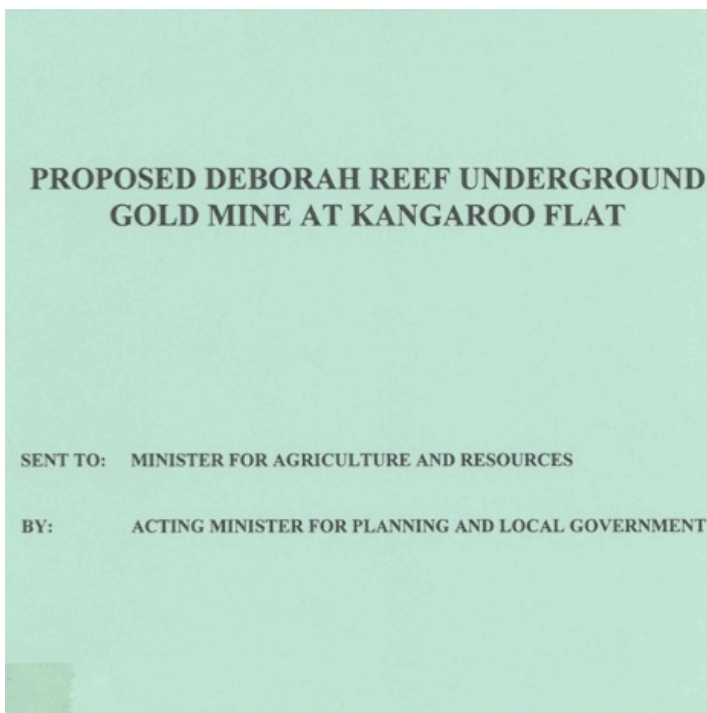 PROPOSED DEBORAH REEF UNDERGROUND
GOLD MINE AT KANGAROO FLAT
SENT TO: MINISTER FOR AGRICULTURE AND RESOURCES
BY: ACTING MINISTER FOR PLANNING AND LOCAL GOVERNMENT